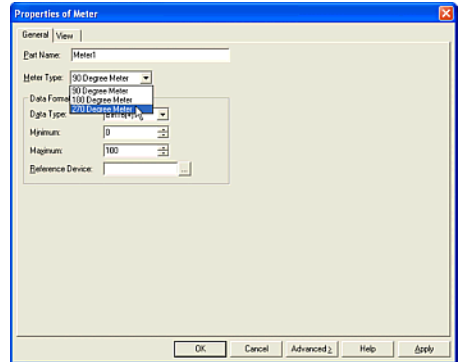 Properties of Meter
General View
Part Name: Meter1
Meter Type: 90 Degree Meter
90 Degree Meter
180 Degree Meter
270 Degree Meter
Data Format
Data Type:
Minimum: 0
Maximum: 100
Reference Device: ...
OK Cancel Advanced > Help Apply